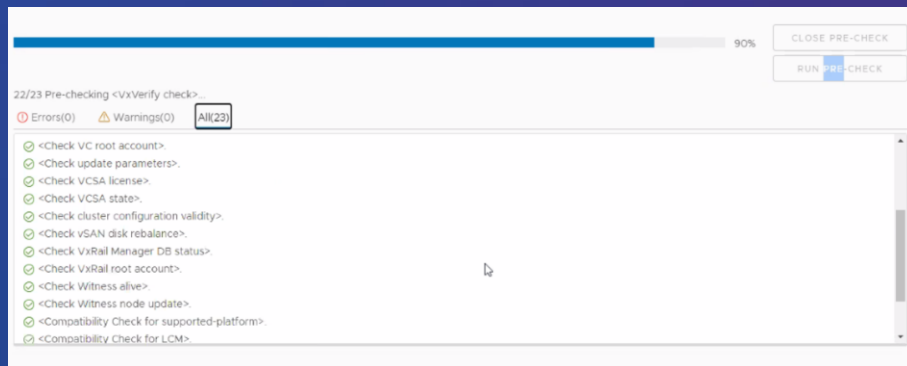 90%
CLOSE PRE-CHECK
RUN PRE-CHECK
22/23 Pre-checking <VxVerify check>...
Errors(0) Warnings(0) All(23)
<Check VC root account>.
<Check update parameters>.
<Check VCSA license>.
<Check VCSA state>.
<Check cluster configuration validity>.
<Check vSAN disk rebalance>.
<Check VxRail Manager DB status>.
<Check VxRail root account>.
<Check Witness alive>.
<Check Witness node update>.
<Compatibility Check for supported-platform>.
<Compatibility Check for LCM>.